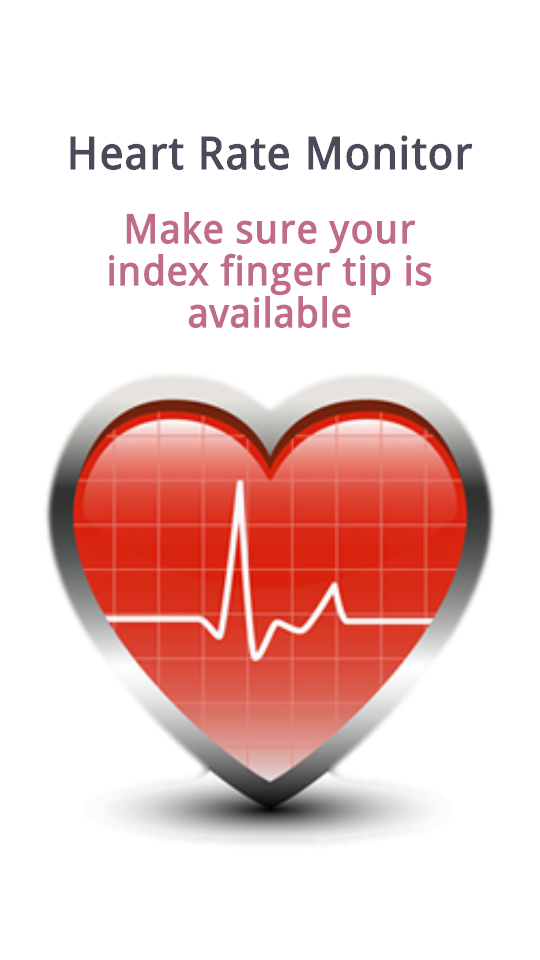 Heart Rate Monitor
Make sure your
index finger tip is
available